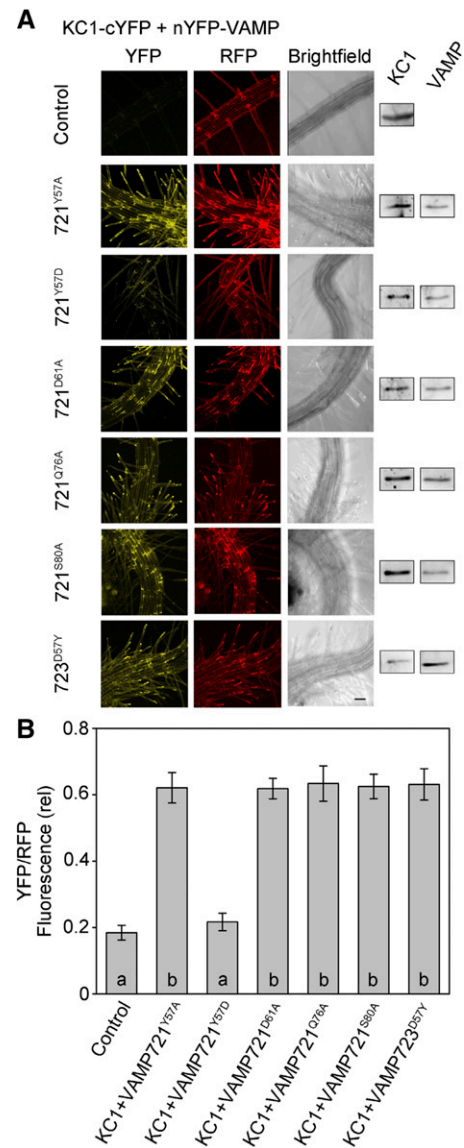 A
KC1-cYFP + nYFP-VAMP
YFP RFP Brightfield KC1 VAMP
Control
721Y57A
721Y57D
721D61A
721Q76A
721S80A
723D57Y
B
YFP/RFP
Fluorescence (rel)
0.8
0.6
0.4
0.2
0
a b a b b b b
Control
KC1+VAMP721Y57A
KC1+VAMP721Y57D
KC1+VAMP721D61A
KC1+VAMP721Q76A
KC1+VAMP721S80A
KC1+VAMP723D57Y